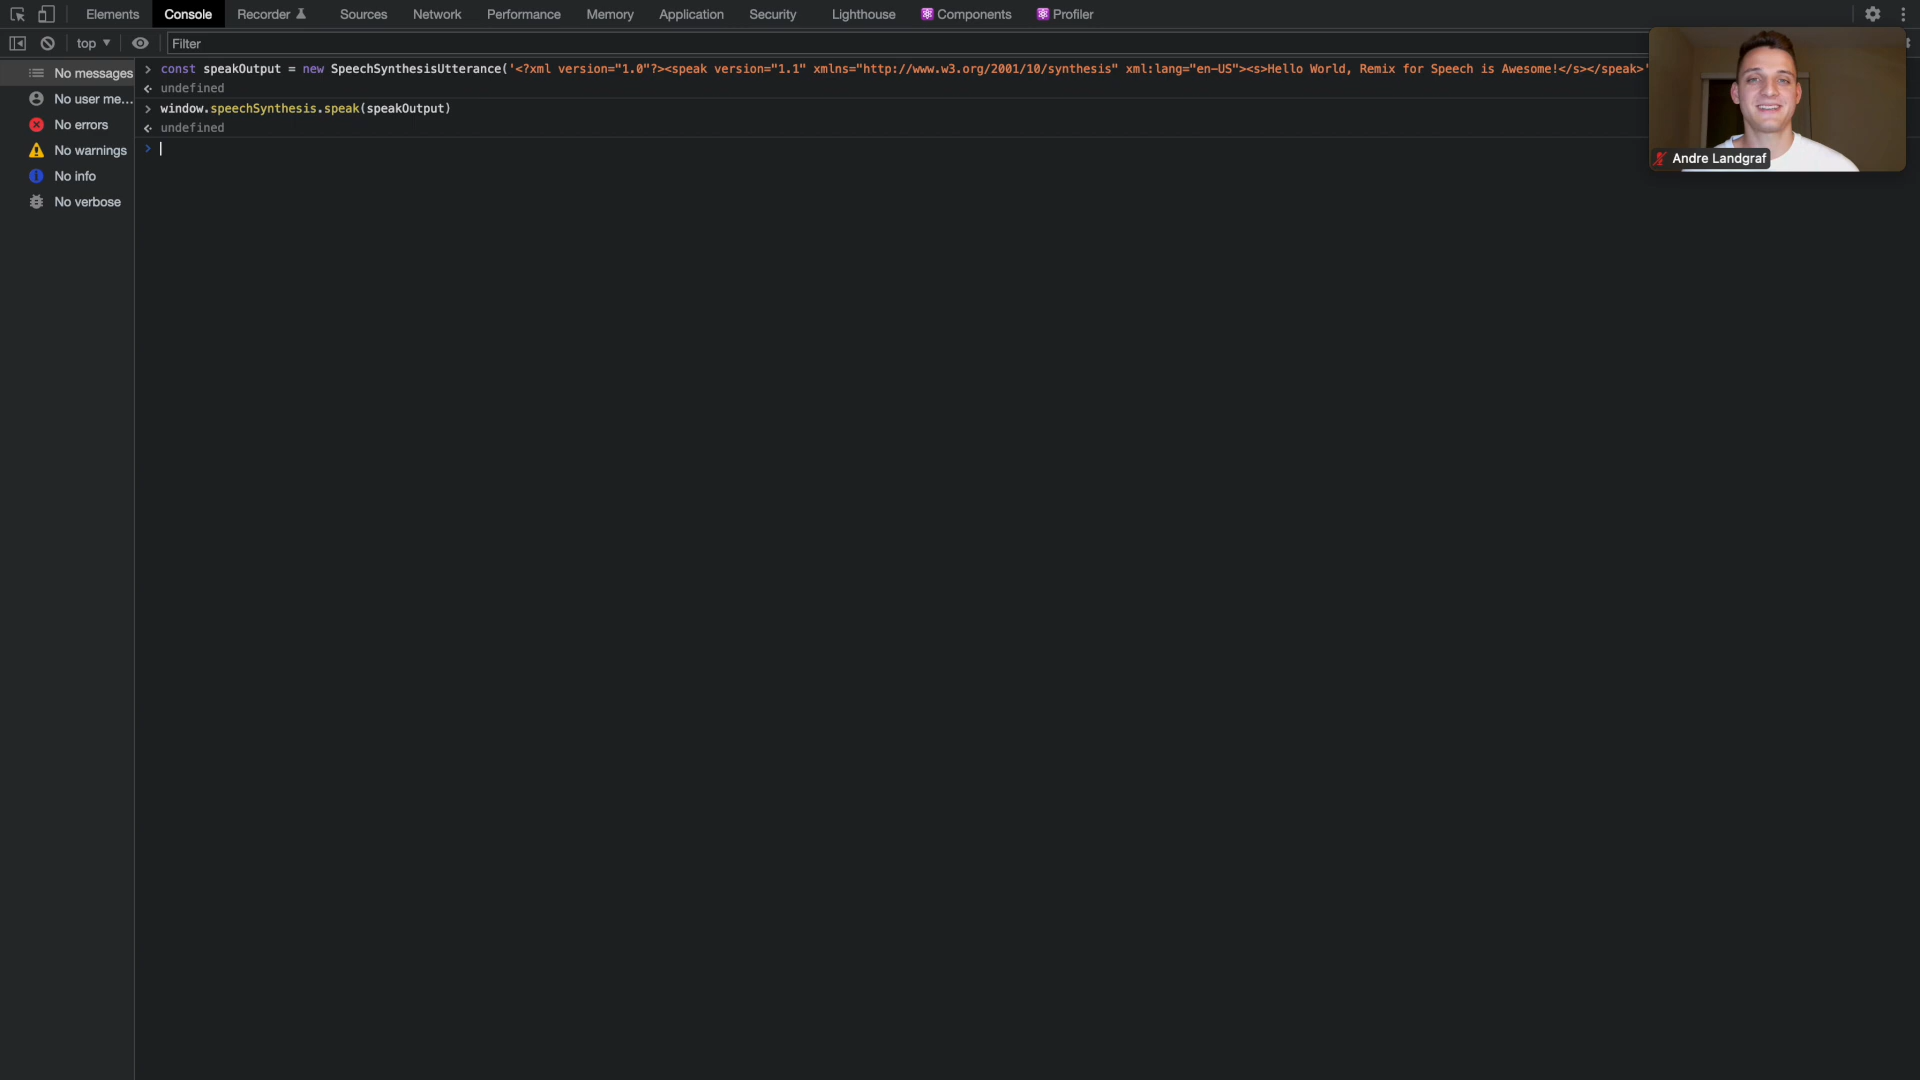 Elements Console Recorder Sources Network Performance Memory Application Security Lighthouse Components Profiler
top Filter
No messages
No user me...
No errors
No warnings
No info
No verbose
const speakOutput = new SpeechSynthesisUtterance('<?xml version="1.0"?><speak version="1.1" xmlns="http://www.w3.org/2001/10/synthesis" xml:lang="en-US"><s>Hello World, Remix for Speech is Awesome!</s></speak>'
undefined
window.speechSynthesis.speak(speakOutput)
undefined
Andre Landgraf